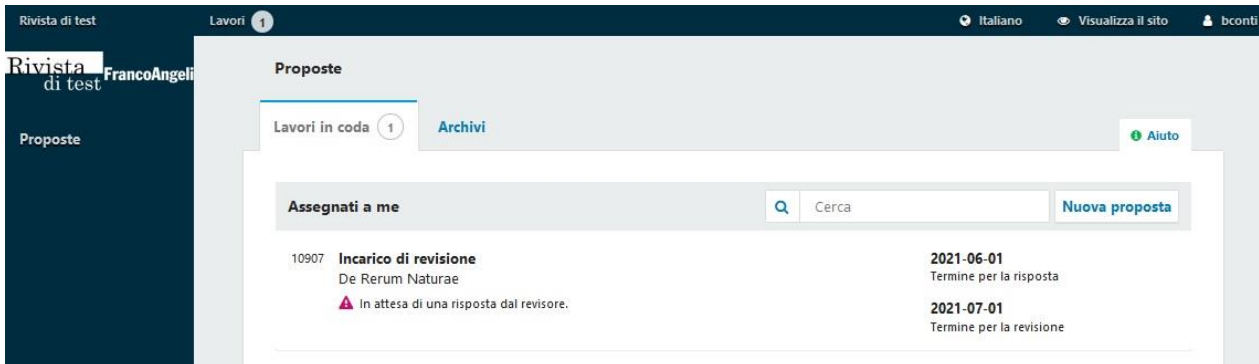 Rivista di test
Lavori 1
Italiano
Visualizza il sito
bconti
Rivista
di test
FrancoAngeli
Proposte
Proposte
Lavori in coda 1
Archivi
Aiuto
Assegnati a me
Cerca
Nuova proposta
10907 Incarico di revisione
De Rerum Naturae
In attesa di una risposta dal revisore.
2021-06-01
Termine per la risposta
2021-07-01
Termine per la revisione